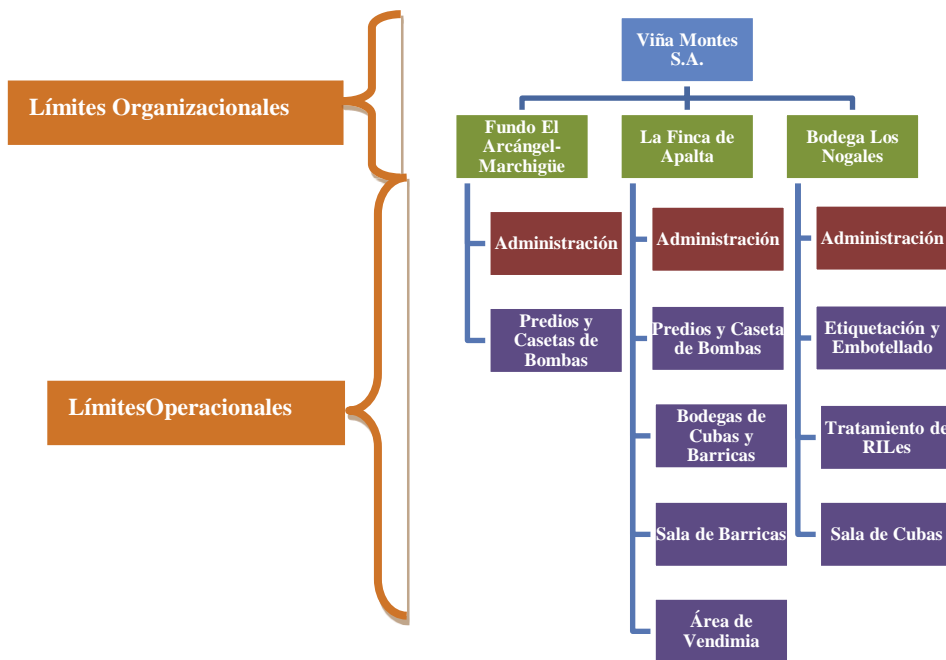 Viña Montes
S.A.
Límites Organizacionales
Fundo El
Arcángel-
Marchigüe
La Finca de
Apalta
Bodega Los
Nogales
Administración
Administración
Administración
Predios y
Casetas de
Bombas
Predios y Caseta
de Bombas
Etiquetación y
Embotellado
LímitesOperacionales
Bodegas de
Cubas y
Barricas
Tratamiento de
RILes
Sala de Barricas
Sala de Cubas
Área de
Vendimia